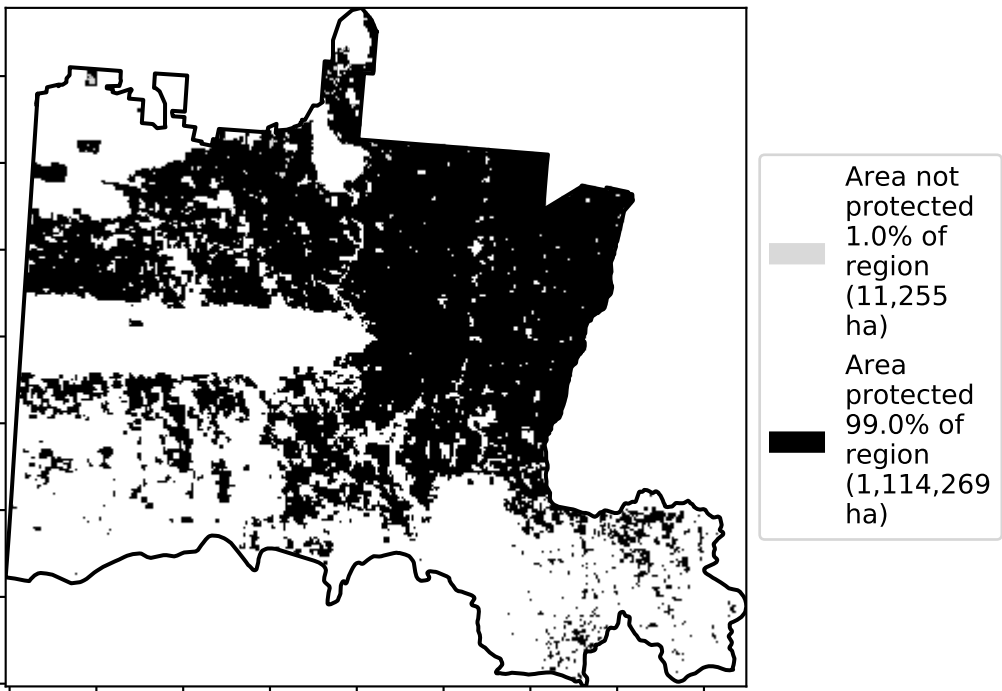 Area not
protected
1.0% of
region
(11,255
ha)
Area
protected
99.0% of
region
(1,114,269
ha)